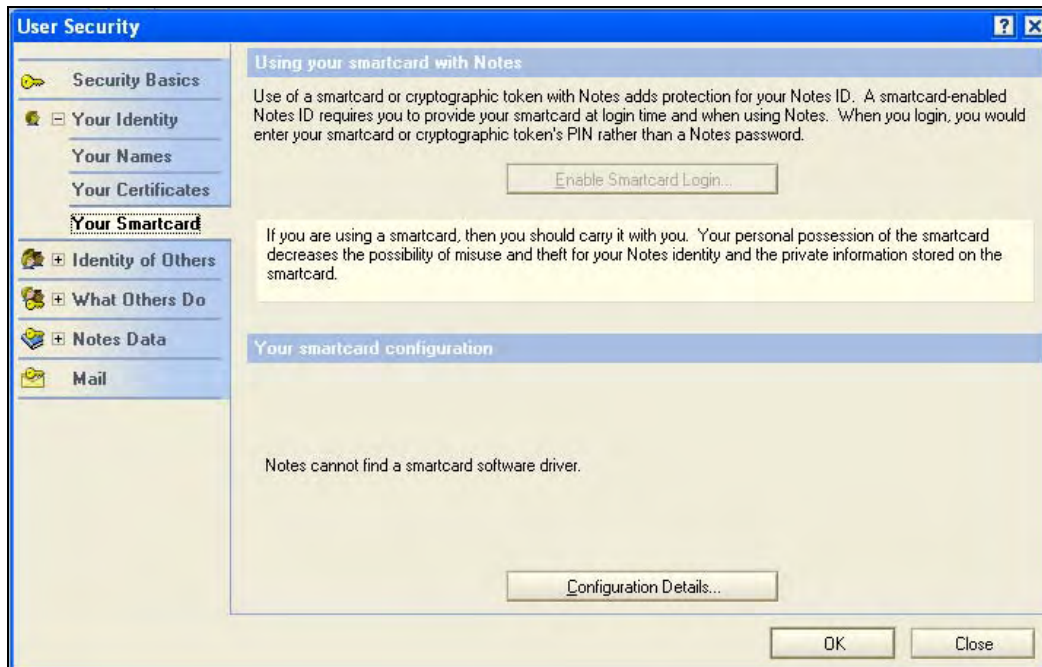 User Security
Security Basics
Your Identity
Your Names
Your Certificates
Your Smartcard
Identity of Others
What Others Do
Notes Data
Mail
Using your smartcard with Notes
Use of a smartcard or cryptographic token with Notes adds protection for your Notes ID. A smartcard-enabled
Notes ID requires you to provide your smartcard at login time and when using Notes. When you login, you would
enter your smartcard or cryptographic token's PIN rather than a Notes password.
Enable Smartcard Login...
If you are using a smartcard, then you should carry it with you. Your personal possession of the smartcard
decreases the possibility of misuse and theft for your Notes identity and the private information stored on the
smartcard.
Your smartcard configuration
Notes cannot find a smartcard software driver.
Configuration Details...
OK
Close